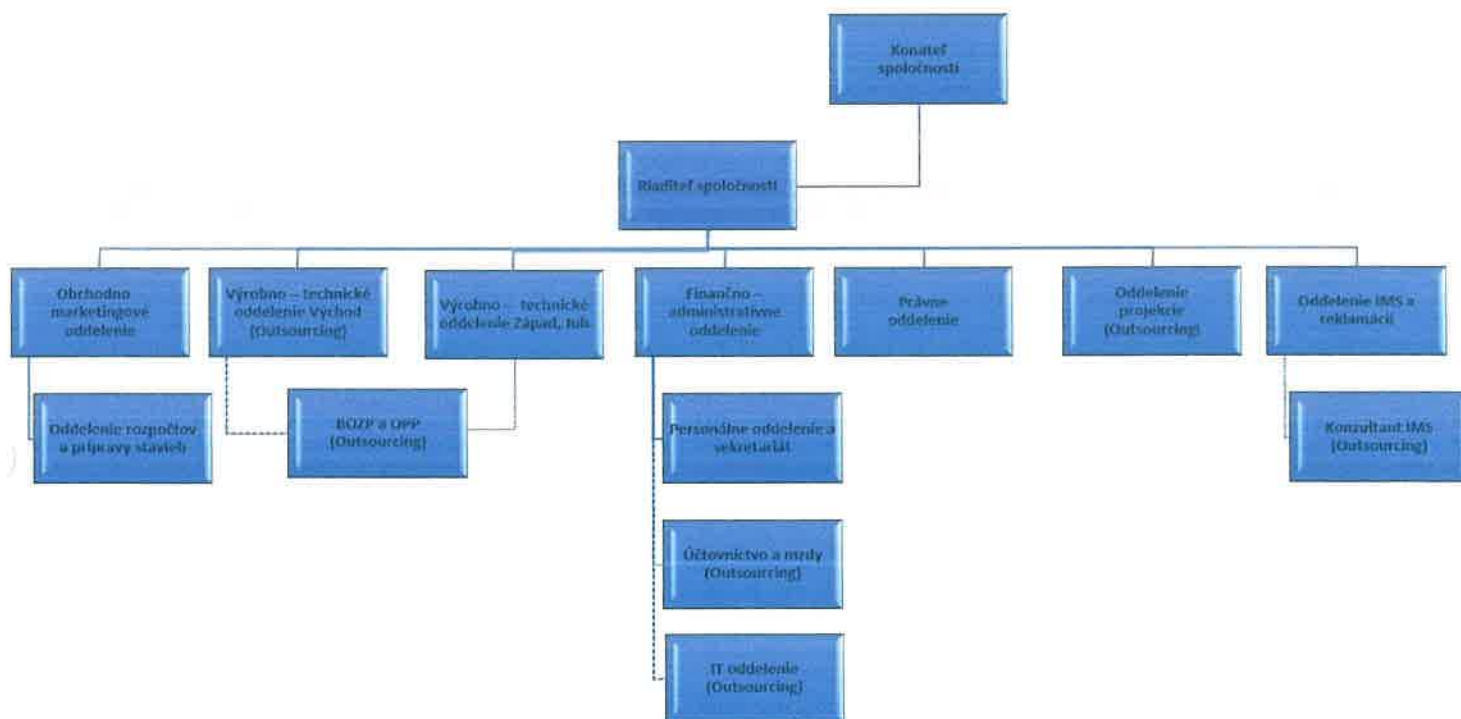 Konateľ
spoločnosti
Riaditeľ spoločnosti
Obchodno
marketingové
oddelenie
Výrobno – technické
oddelenie Východ
(Outsourcing)
Výrobno – technické
oddelenie Západ, Juh
Finančno –
administratívne
oddelenie
Právne
oddelenie
Oddelenie
projekcie
(Outsourcing)
Oddelenie IMS a
reklamácií
Oddelenie rozpočtov
a prípravy stavieb
BOZP a OPP
(Outsourcing)
Personálne oddelenie a
sekretariát
Konzultant IMS
(Outsourcing)
Účtovníctvo a mzdy
(Outsourcing)
IT oddelenie
(Outsourcing)